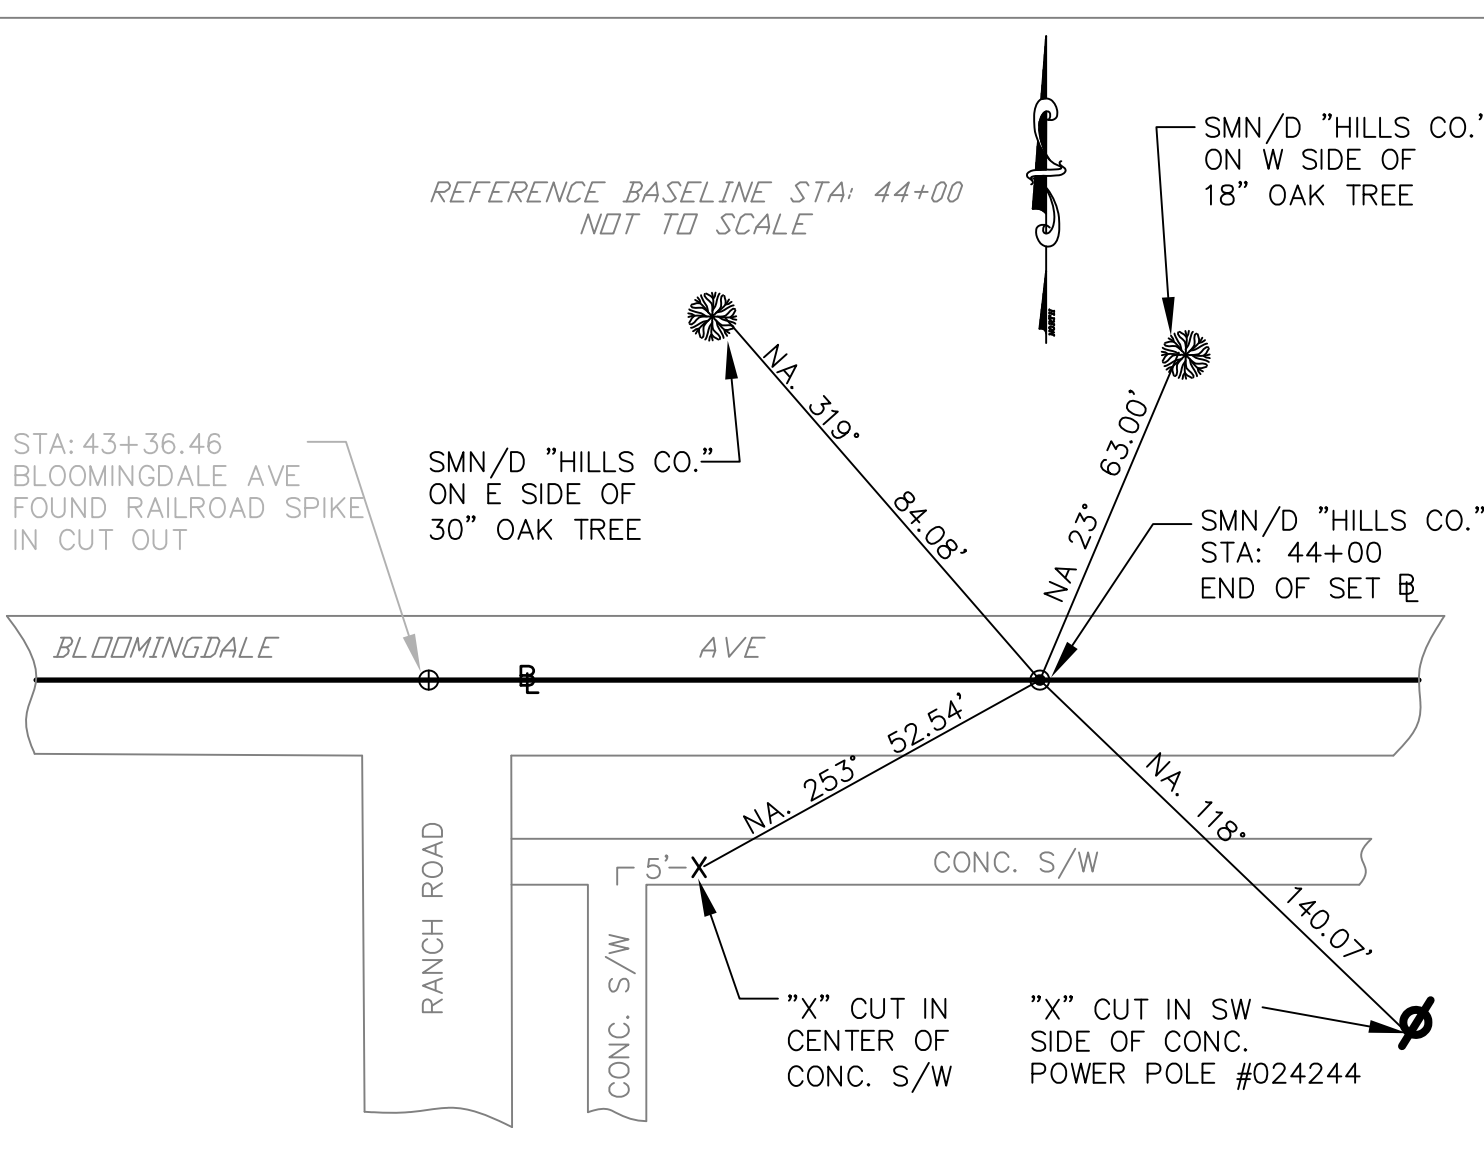 REFERENCE BASELINE STA: 44+00
NOT TO SCALE
NORTH
SMN/D "HILLS CO."
ON W SIDE OF
18" OAK TREE
NA. 319° 84.08'
NA 23° 63.00'
STA: 43+36.46
BLOOMINGDALE AVE
FOUND RAILROAD SPIKE
IN CUT OUT
SMN/D "HILLS CO."
ON E SIDE OF
30" OAK TREE
SMN/D "HILLS CO."
STA: 44+00
END OF SET BL
BLOOMINGDALE AVE
BL
NA. 253° 52.54'
NA. 118° 140.07'
RANCH ROAD
5' X
CONC. S/W
CONC. S/W
"X" CUT IN
CENTER OF
CONC. S/W
"X" CUT IN SW
SIDE OF CONC.
POWER POLE #024244